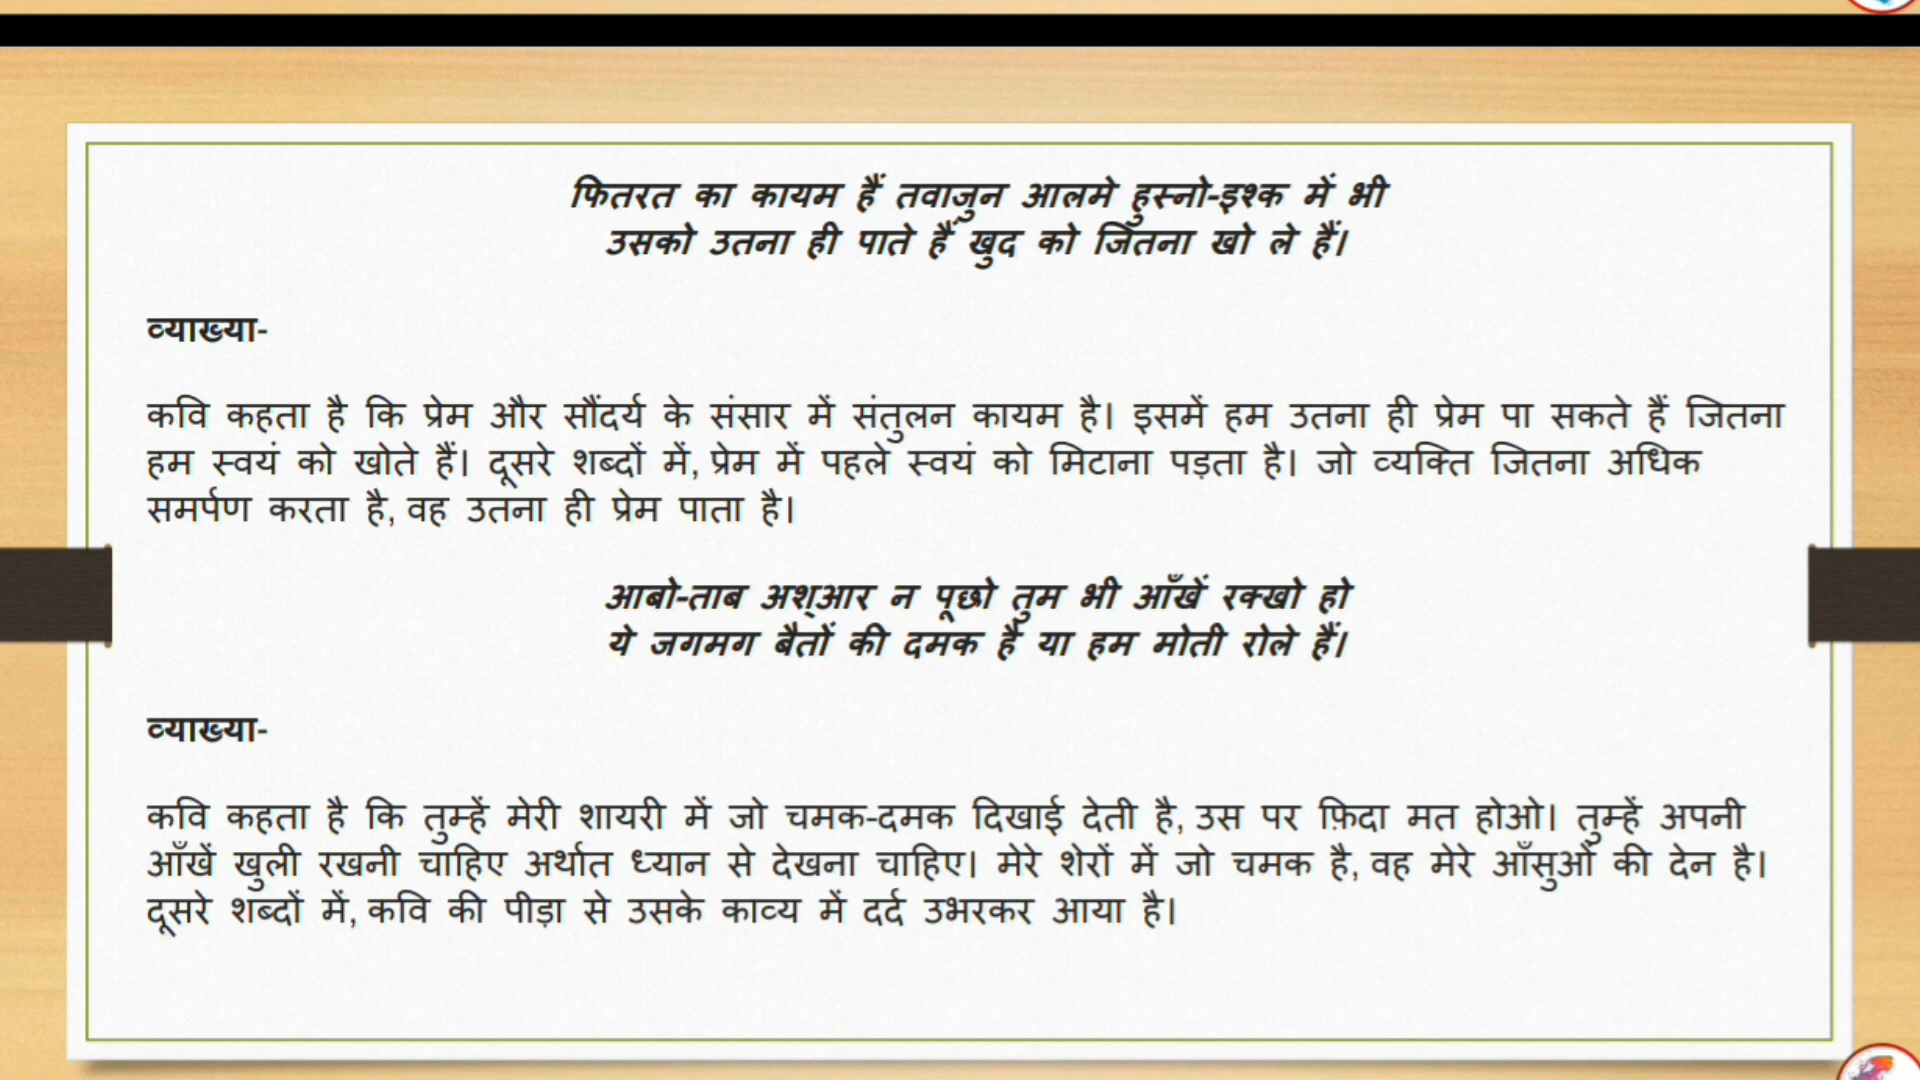 फितरत का कायम हैं तवाजुन आलमे हुस्नो-इश्क में भी
उसको उतना ही पाते हैं खुद को जितना खो ले हैं।
व्याख्या-
कवि कहता है कि प्रेम और सौंदर्य के संसार में संतुलन कायम है। इसमें हम उतना ही प्रेम पा सकते हैं जितना
हम स्वयं को खोते हैं। दूसरे शब्दों में, प्रेम में पहले स्वयं को मिटाना पड़ता है। जो व्यक्ति जितना अधिक
समर्पण करता है, वह उतना ही प्रेम पाता है।
आबो-ताब अश्आर न पूछो तुम भी आँखें रक्खो हो
ये जगमग बैतों की दमक है या हम मोती रोले हैं।
व्याख्या-
कवि कहता है कि तुम्हें मेरी शायरी में जो चमक-दमक दिखाई देती है, उस पर फ़िदा मत होओ। तुम्हें अपनी
आँखें खुली रखनी चाहिए अर्थात ध्यान से देखना चाहिए। मेरे शेरों में जो चमक है, वह मेरे आँसुओं की देन है।
दूसरे शब्दों में, कवि की पीड़ा से उसके काव्य में दर्द उभरकर आया है।